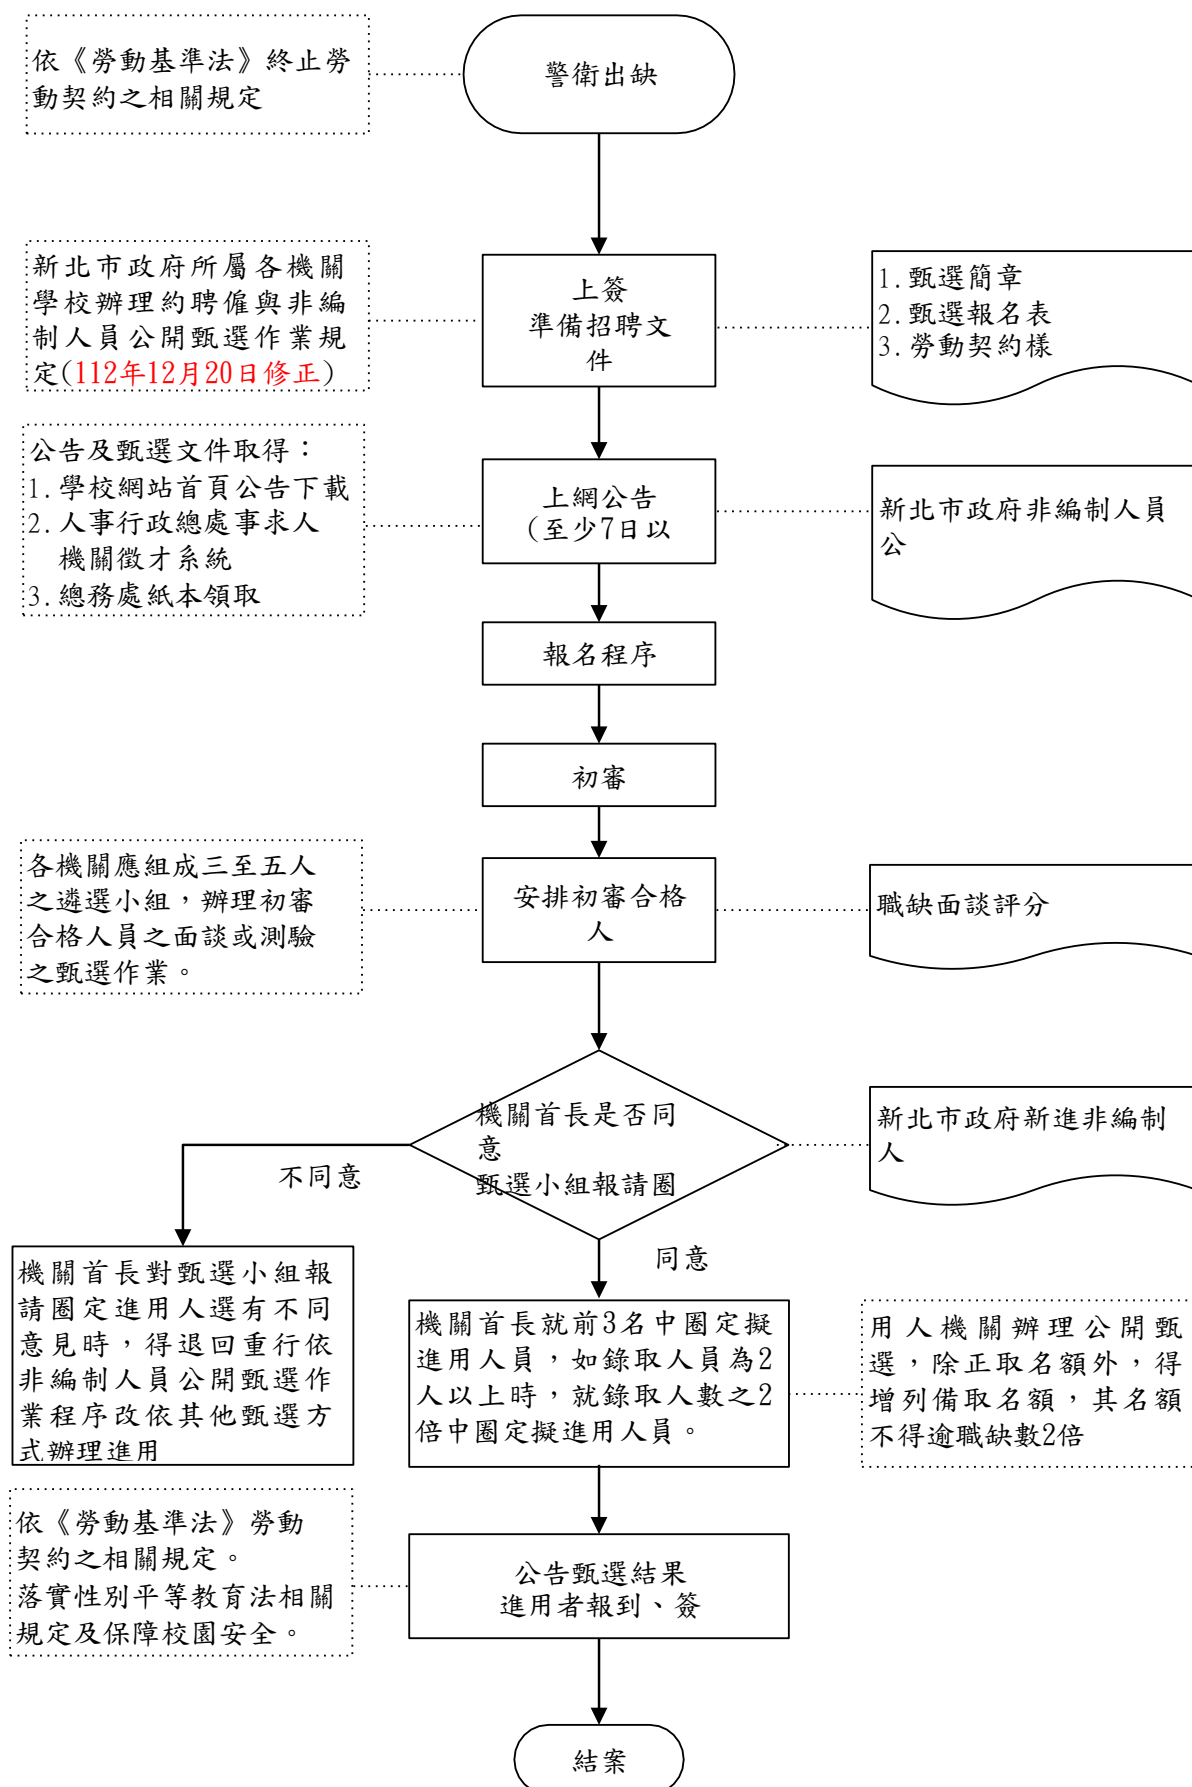 依《勞動基準法》終止勞
動契約之相關規定
警衛出缺
新北市政府所屬各機關
學校辦理約聘僱與非編
制人員公開甄選作業規
定(112年12月20日修正)
上簽
準備招聘文
件
1.甄選簡章
2.甄選報名表
3.勞動契約樣
公告及甄選文件取得：
1.學校網站首頁公告下載
2.人事行政總處事求人
機關徵才系統
3.總務處紙本領取
上網公告
(至少7日以
新北市政府非編制人員
公
報名程序
初審
各機關應組成三至五人
之遴選小組，辦理初審
合格人員之面談或測驗
之甄選作業。
安排初審合格
人
職缺面談評分
機關首長是否同
意
甄選小組報請圈
新北市政府新進非編制
人
不同意
同意
機關首長對甄選小組報
請圈定進用人選有不同
意見時，得退回重行依
非編制人員公開甄選作
業程序改依其他甄選方
式辦理進用
機關首長就前3名中圈定擬
進用人員，如錄取人員為2
人以上時，就錄取人數之2
倍中圈定擬進用人員。
用人機關辦理公開甄
選，除正取名額外，得
增列備取名額，其名額
不得逾職缺數2倍
依《勞動基準法》勞動
契約之相關規定。
落實性別平等教育法相關
規定及保障校園安全。
公告甄選結果
進用者報到、簽
結案